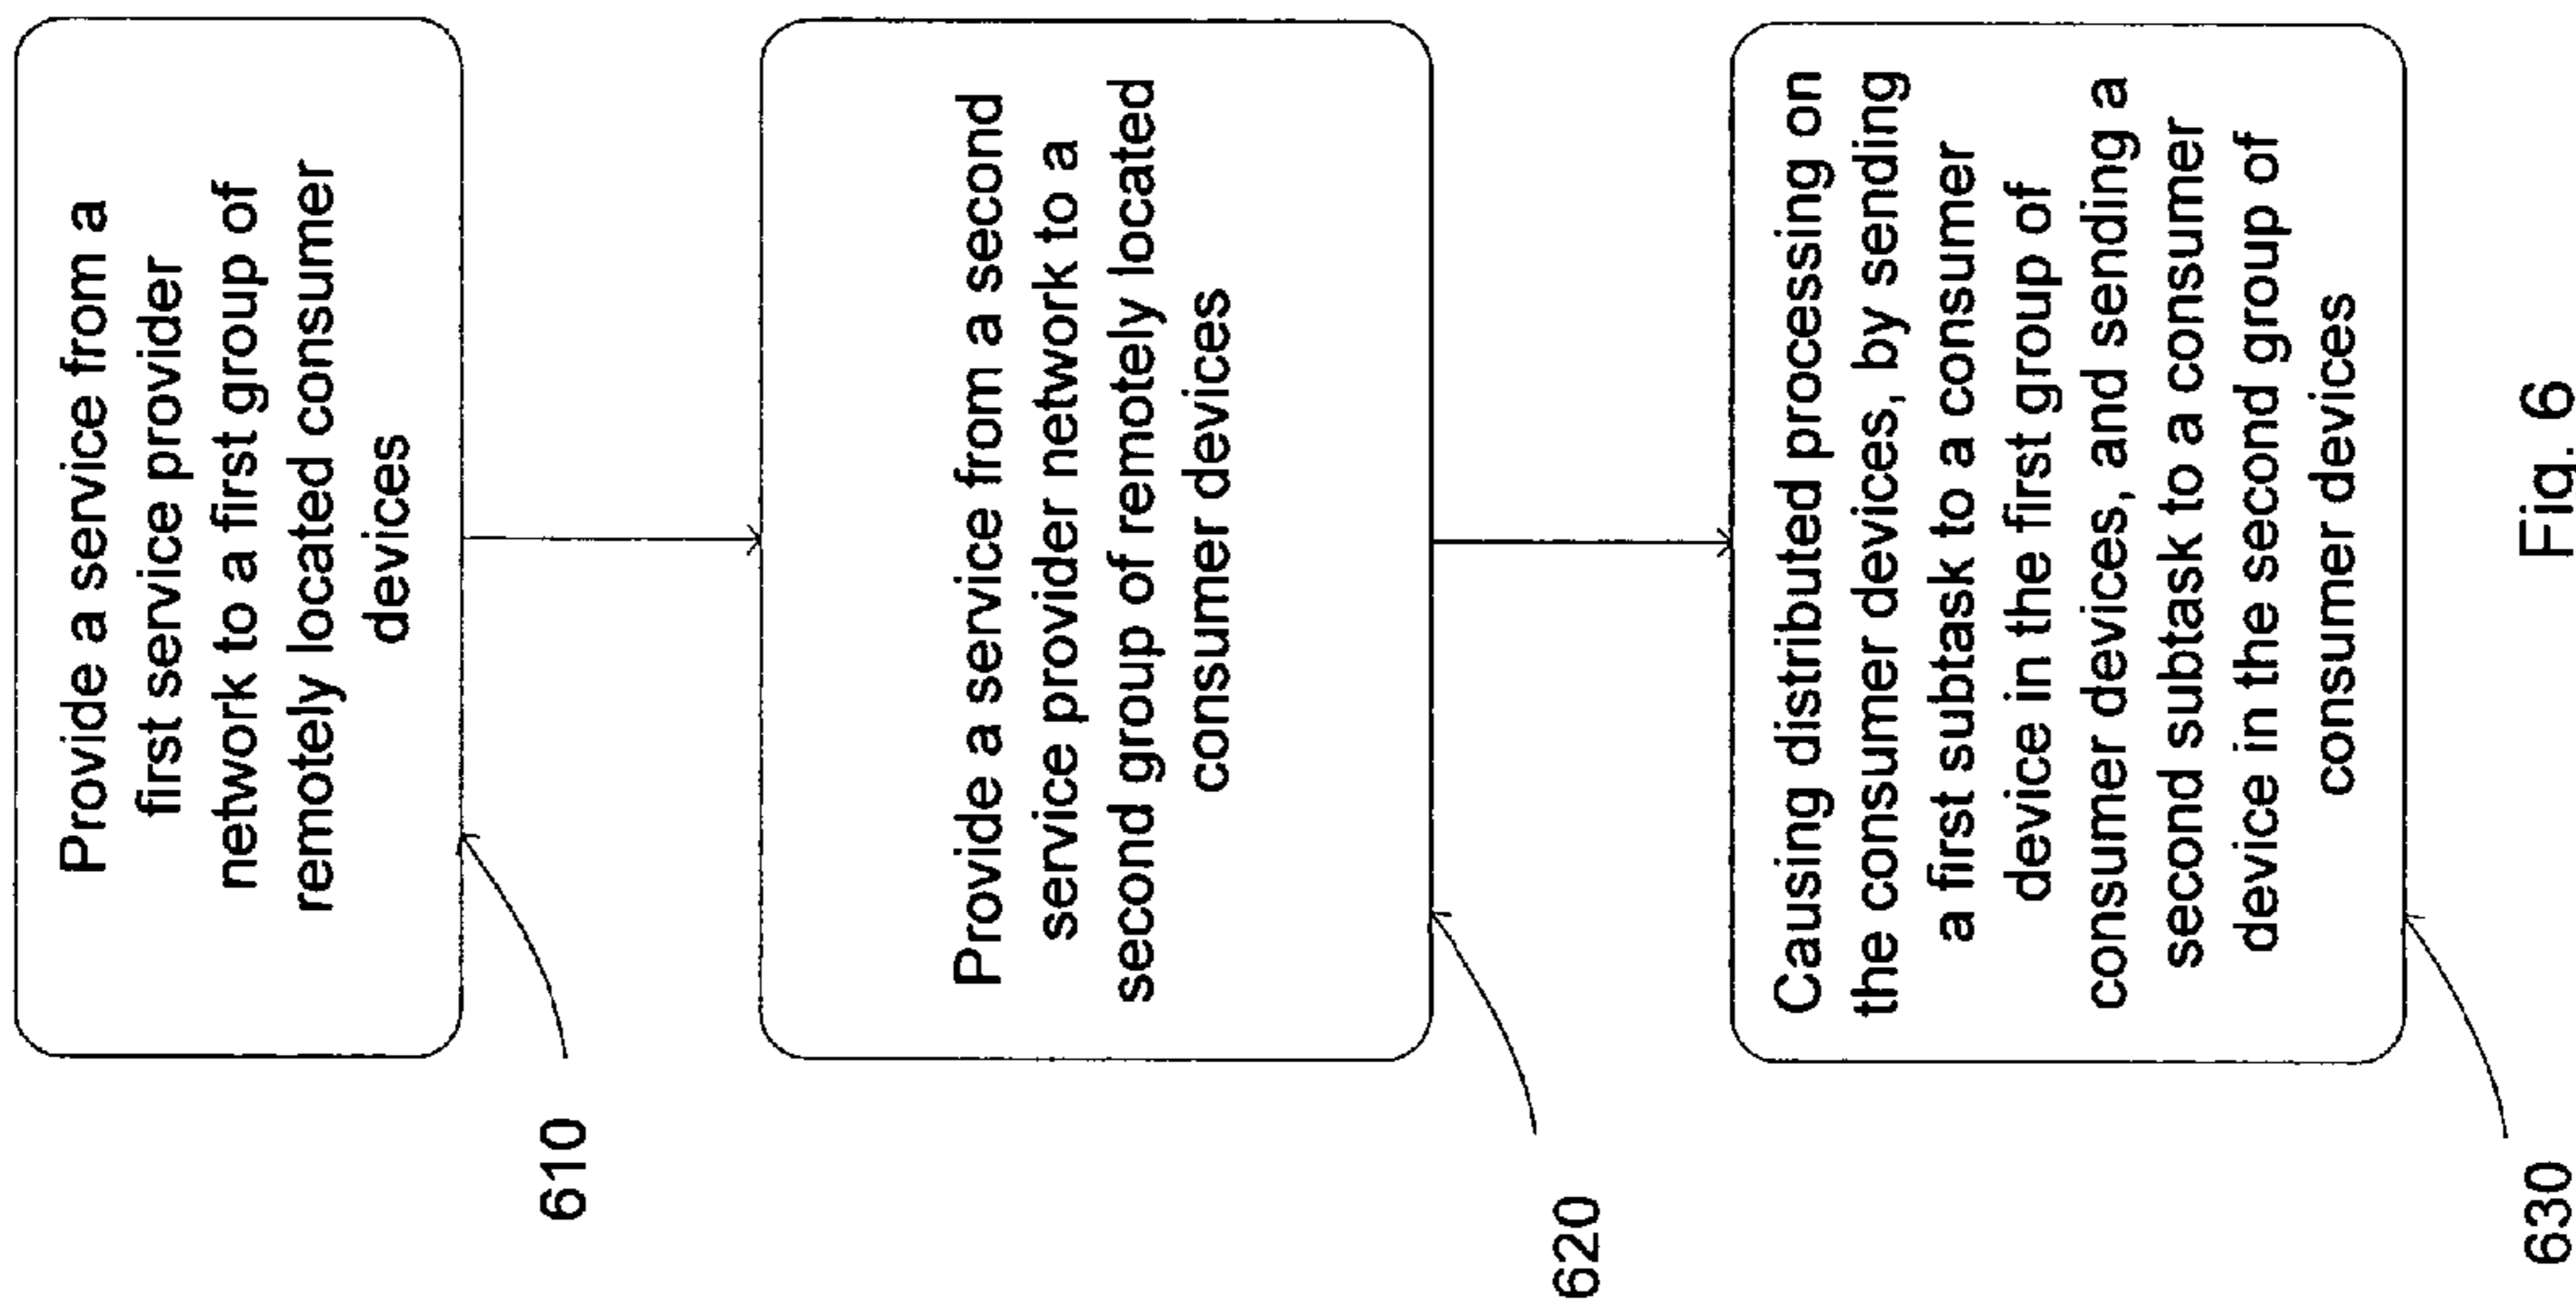 Provide a service from a
first service provider
network to a first group of
remotely located consumer
devices
610
Provide a service from a second
service provider network to a
second group of remotely located
consumer devices
620
Causing distributed processing on
the consumer devices, by sending
a first subtask to a consumer
device in the first group of
consumer devices, and sending a
second subtask to a consumer
device in the second group of
consumer devices
630
Fig. 6